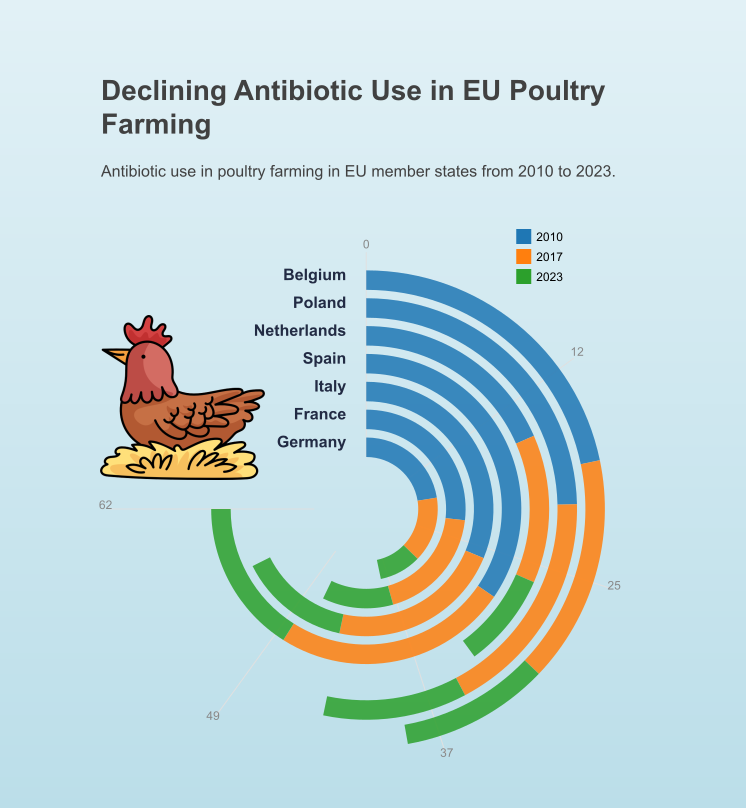 Declining Antibiotic Use in EU Poultry
Farming
Antibiotic use in poultry farming in EU member states from 2010 to 2023.
0
2010
2017
2023
Belgium
Poland
Netherlands
Spain
Italy
France
Germany
12
62
25
49
37